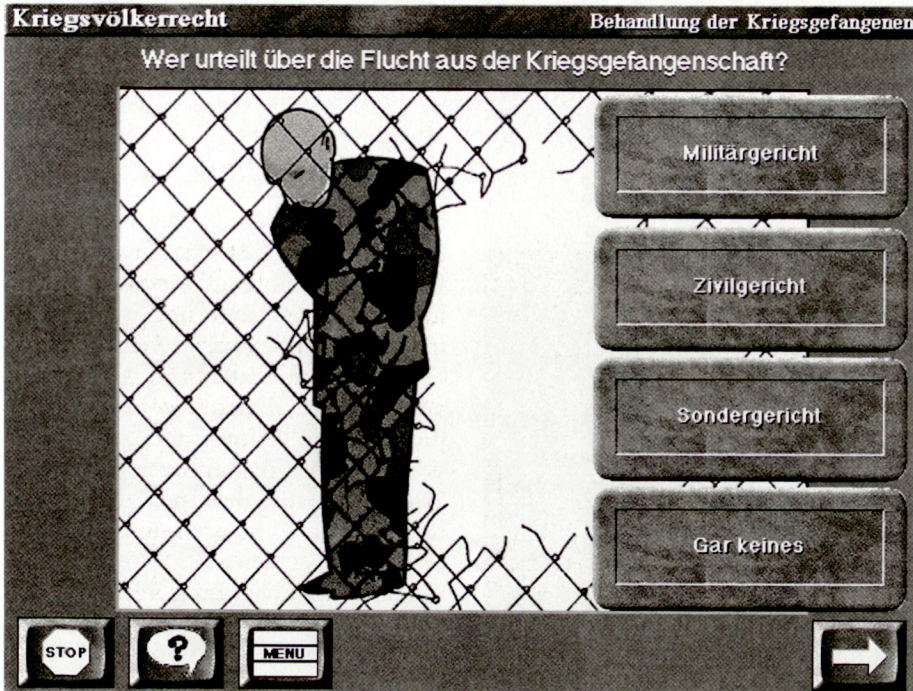 Kriegsvölkerrecht
Behandlung der Kriegsgefangenen
Wer urteilt über die Flucht aus der Kriegsgefangenschaft?
Militärgericht
Zivilgericht
Sondergericht
Gar keines
STOP
?
MENU